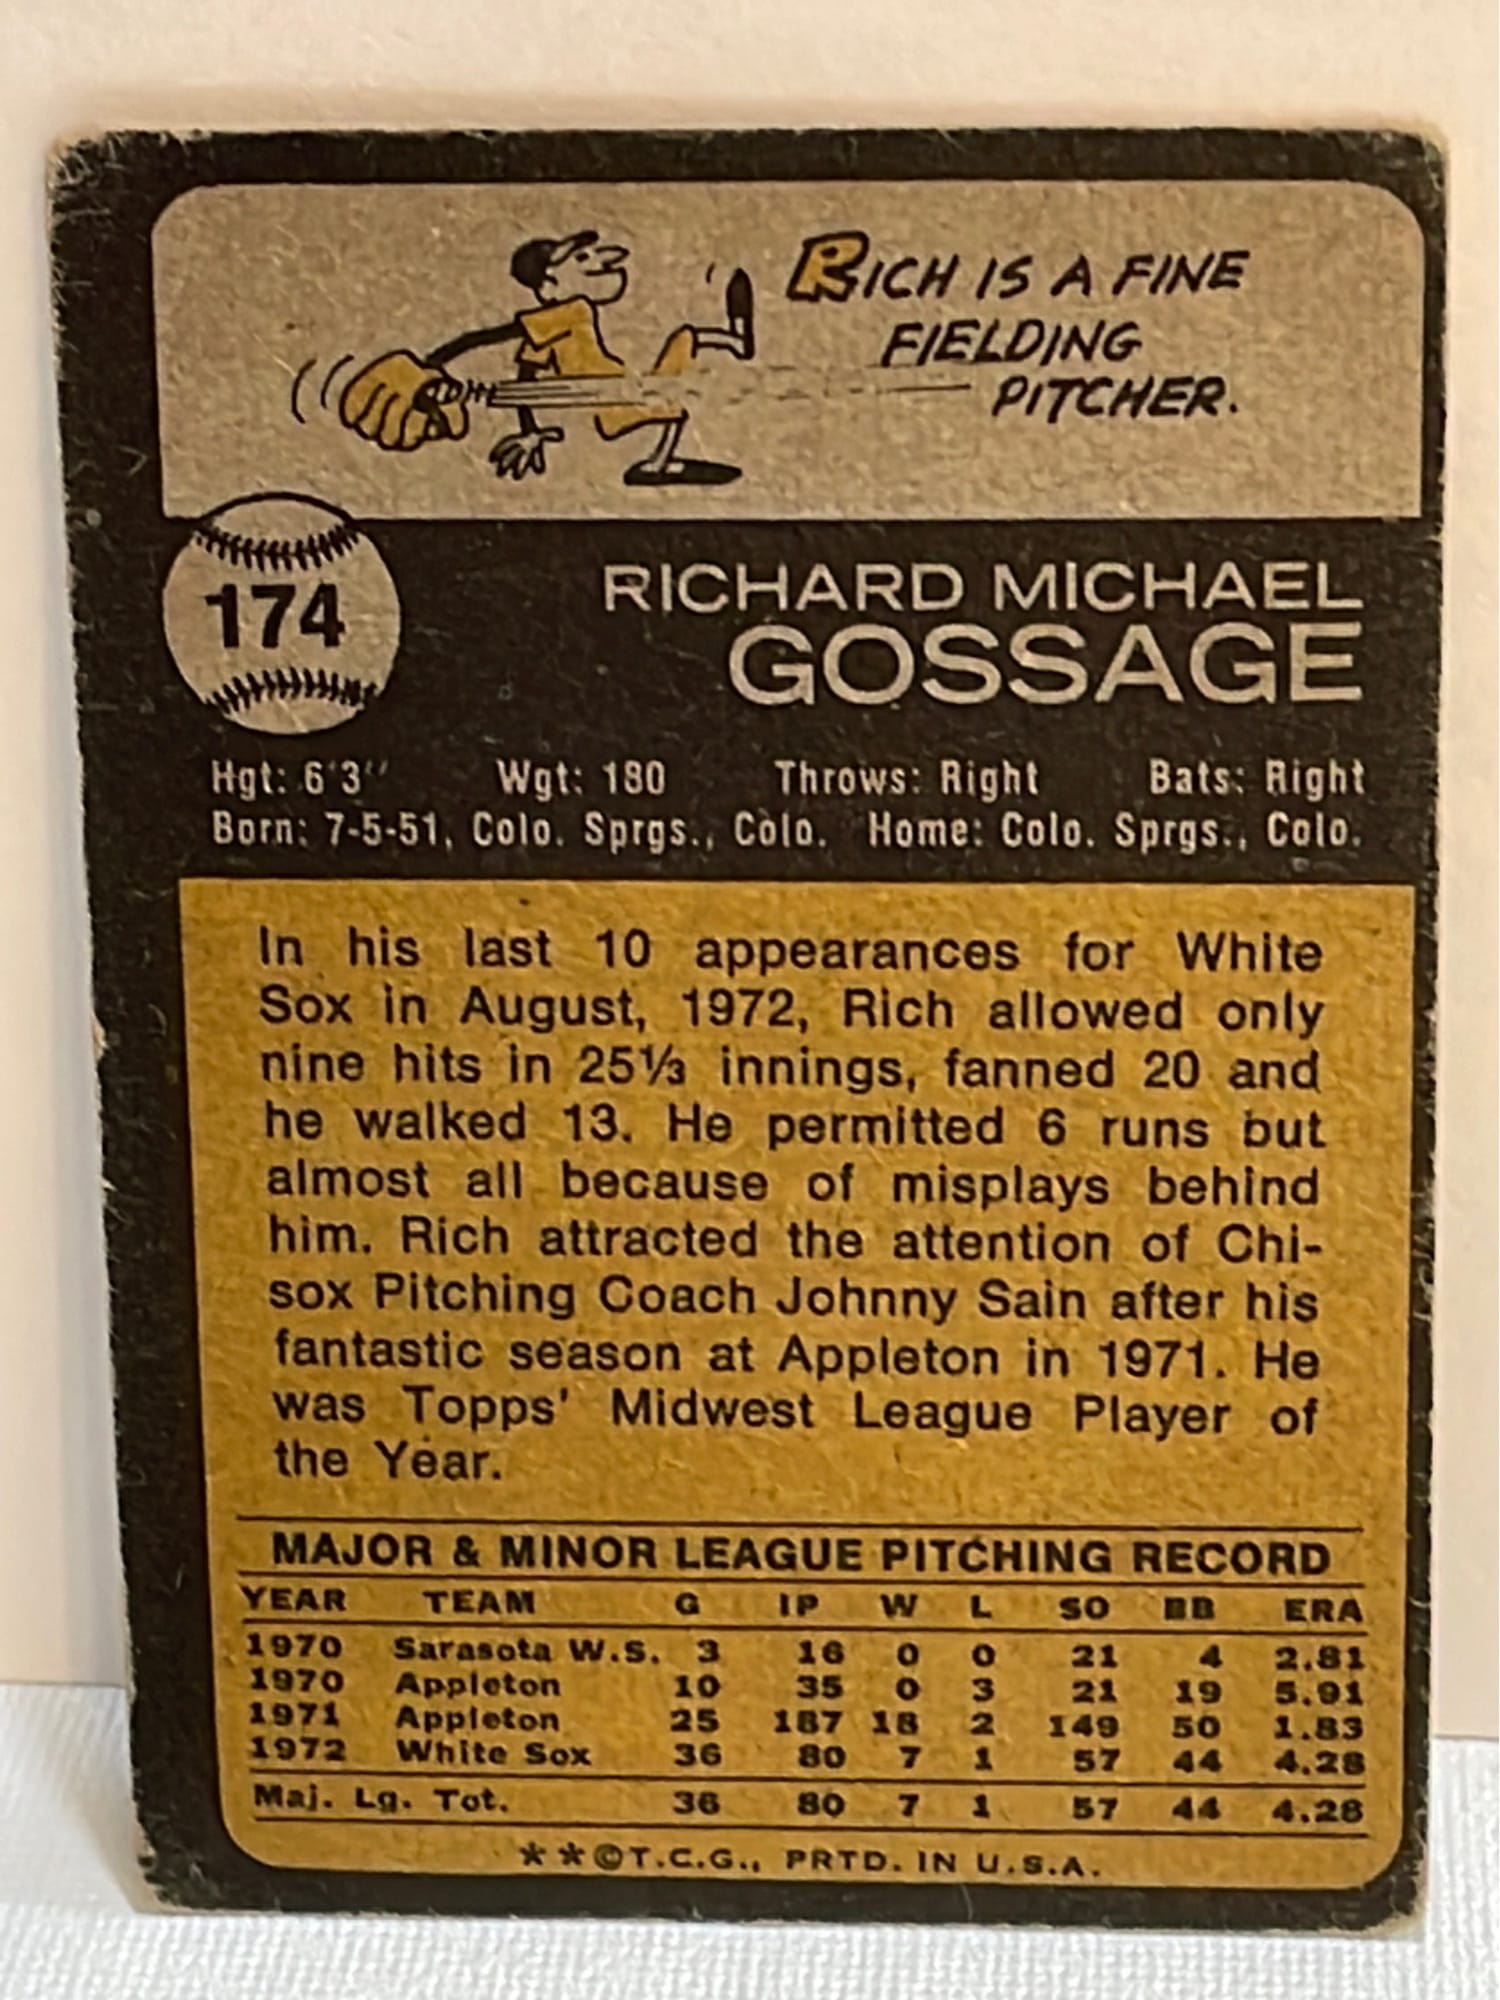 RICH IS A FINE
FIELDING
PITCHER.
174
RICHARD MICHAEL
GOSSAGE
Hgt: 6'3" Wgt: 180 Throws: Right Bats: Right
Born: 7-5-51, Colo. Sprgs., Colo. Home: Colo. Sprgs., Colo.
In his last 10 appearances for White
Sox in August, 1972, Rich allowed only
nine hits in 25⅓ innings, fanned 20 and
he walked 13. He permitted 6 runs but
almost all because of misplays behind
him. Rich attracted the attention of Chi-
sox Pitching Coach Johnny Sain after his
fantastic season at Appleton in 1971. He
was Topps' Midwest League Player of
the Year.
MAJOR & MINOR LEAGUE PITCHING RECORD
YEAR TEAM G IP W L SO BB ERA
1970 Sarasota W.S. 3 16 0 0 21 4 2.81
1970 Appleton 10 35 0 3 21 19 5.91
1971 Appleton 25 187 18 2 149 50 1.83
1972 White Sox 36 80 7 1 57 44 4.28
Maj. Lg. Tot. 36 80 7 1 57 44 4.28
**©T.C.G., PRTD. IN U.S.A.